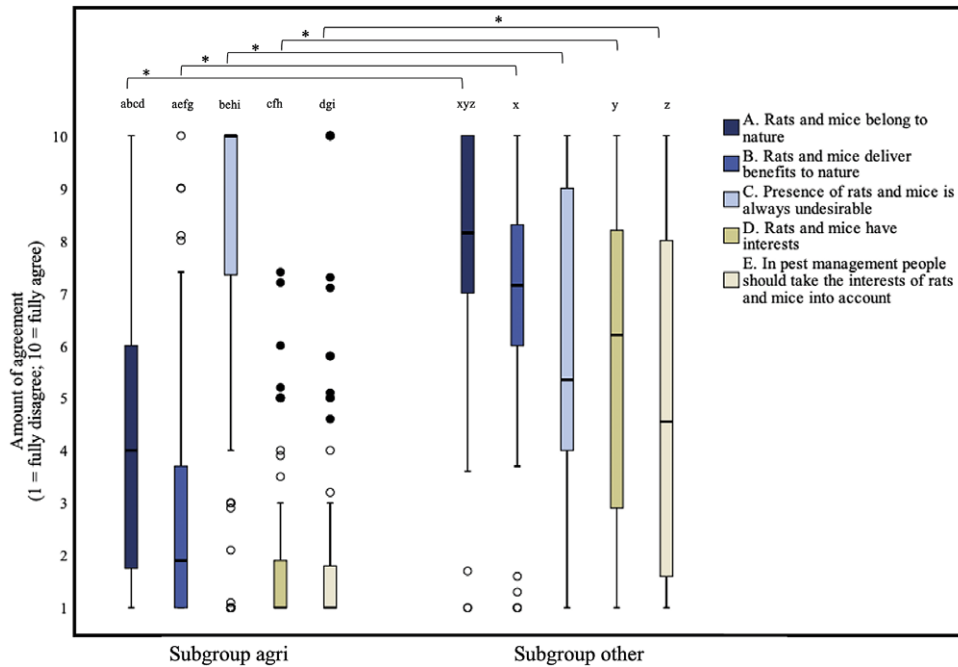 * * * * *
abcd aefg behi cfh dgi xyz x y z
10
9
8
7
6
5
4
3
2
1
Amount of agreement
(1 = fully disagree; 10 = fully agree)
A. Rats and mice belong to
nature
B. Rats and mice deliver
benefits to nature
C. Presence of rats and mice is
always undesirable
D. Rats and mice have
interests
E. In pest management people
should take the interests of rats
and mice into account
Subgroup agri Subgroup other